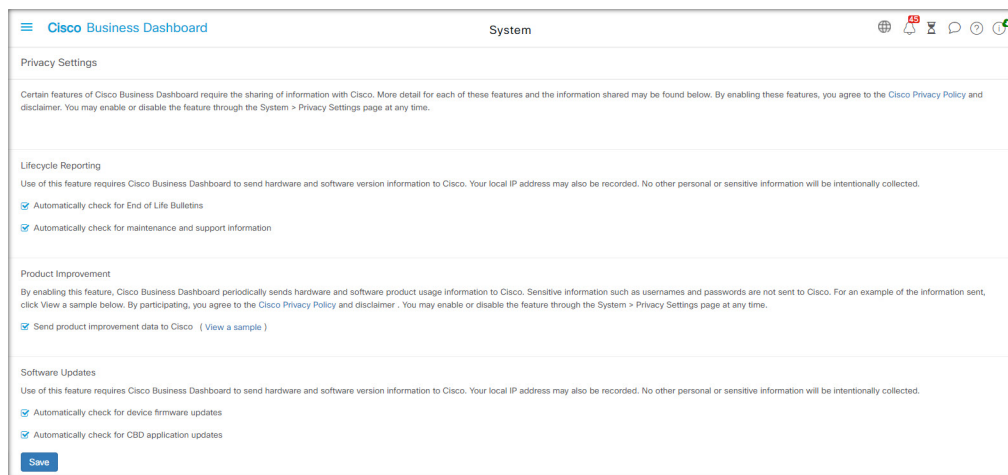 Cisco Business Dashboard
System
45
Privacy Settings
Certain features of Cisco Business Dashboard require the sharing of information with Cisco. More detail for each of these features and the information shared may be found below. By enabling these features, you agree to the Cisco Privacy Policy and
disclaimer. You may enable or disable the feature through the System > Privacy Settings page at any time.
Lifecycle Reporting
Use of this feature requires Cisco Business Dashboard to send hardware and software version information to Cisco. Your local IP address may also be recorded. No other personal or sensitive information will be intentionally collected.
Automatically check for End of Life Bulletins
Automatically check for maintenance and support information
Product Improvement
By enabling this feature, Cisco Business Dashboard periodically sends hardware and software product usage information to Cisco. Sensitive information such as usernames and passwords are not sent to Cisco. For an example of the information sent,
click View a sample below. By participating, you agree to the Cisco Privacy Policy and disclaimer . You may enable or disable the feature through the System > Privacy Settings page at any time.
Send product improvement data to Cisco ( View a sample )
Software Updates
Use of this feature requires Cisco Business Dashboard to send hardware and software version information to Cisco. Your local IP address may also be recorded. No other personal or sensitive information will be intentionally collected.
Automatically check for device firmware updates
Automatically check for CBD application updates
Save